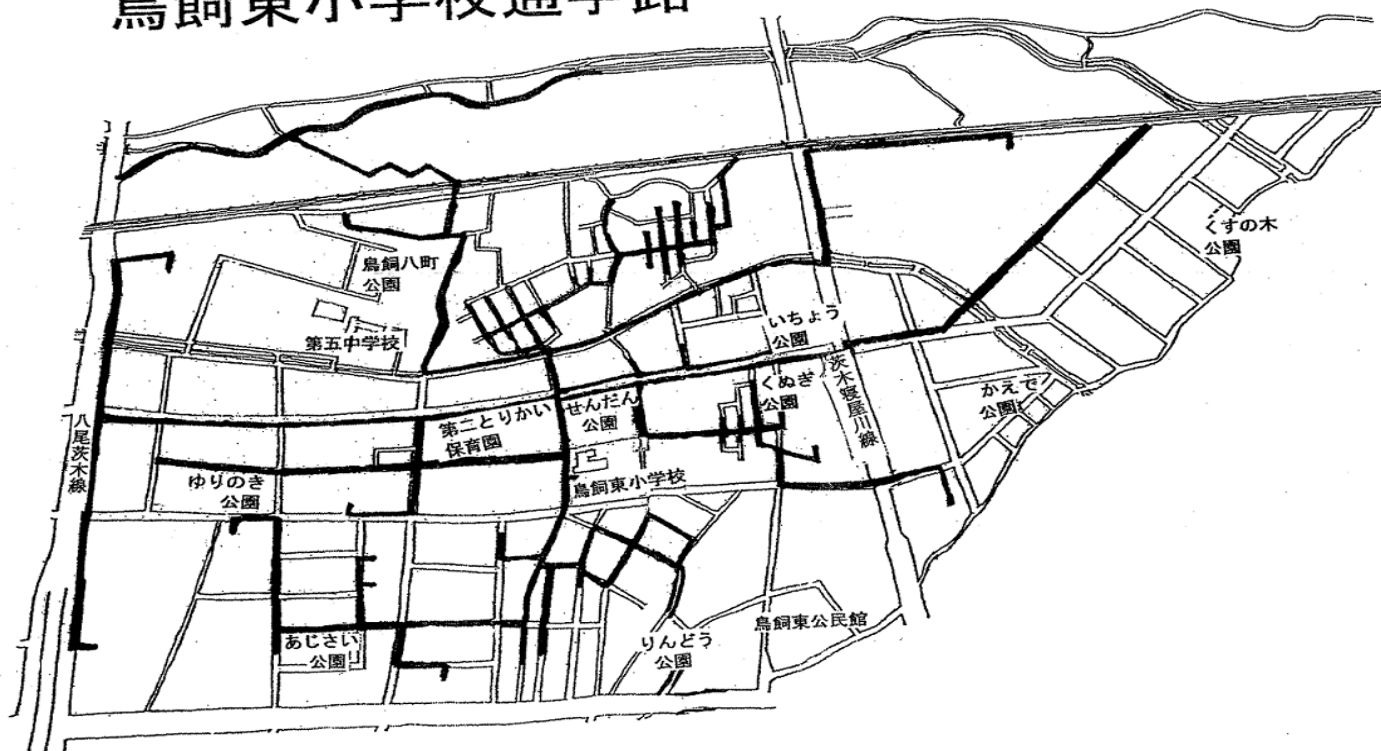 鳥飼東小学校通学路
くすの木
公園
鳥飼八町
公園
いちょう
公園
第五中学校
くぬぎ
公園
茨木寝屋川線
かえで
公園
八尾茨木線
第二とりかい
保育園
せんだん
公園
ゆりのき
公園
鳥飼東小学校
あじさい
公園
りんどう
公園
鳥飼東公民館